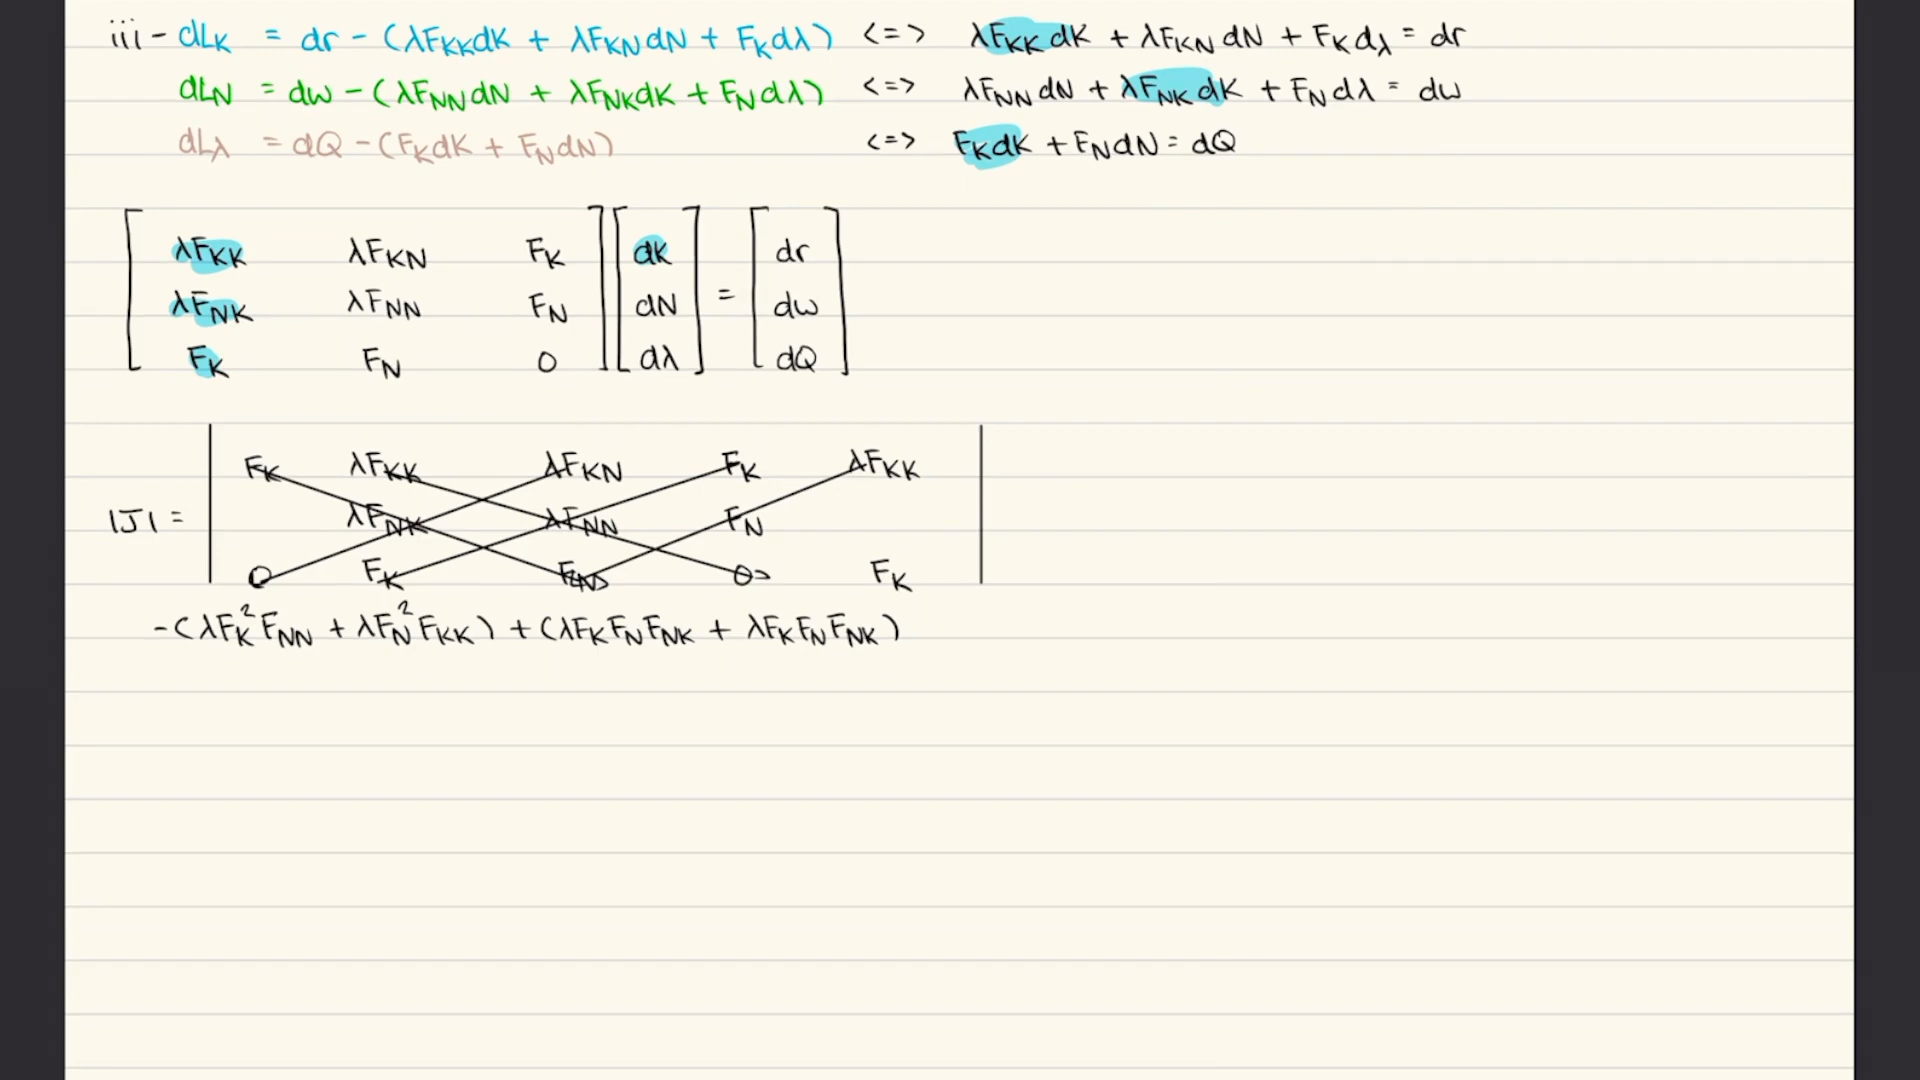 iii - dL_K = dr - (λF_KK dK + λF_KN dN + F_K dλ) <=> λF_KK dK + λF_KN dN + F_K dλ = dr
dL_N = dw - (λF_NN dN + λF_NK dK + F_N dλ) <=> λF_NN dN + λF_NK dK + F_N dλ = dw
dL_λ = dQ - (F_K dK + F_N dN) <=> F_K dK + F_N dN = dQ
λF_KK λF_KN F_K dK dr
λF_NK λF_NN F_N dN = dw
F_K F_N 0 dλ dQ
F_K λF_KK λF_KN F_K λF_KK
|J| = λF_NK λF_NN F_N
0 F_K F_N 0 F_K
-(λF_K² F_NN + λF_N² F_KK) + (λF_K F_N F_NK + λF_K F_N F_NK)